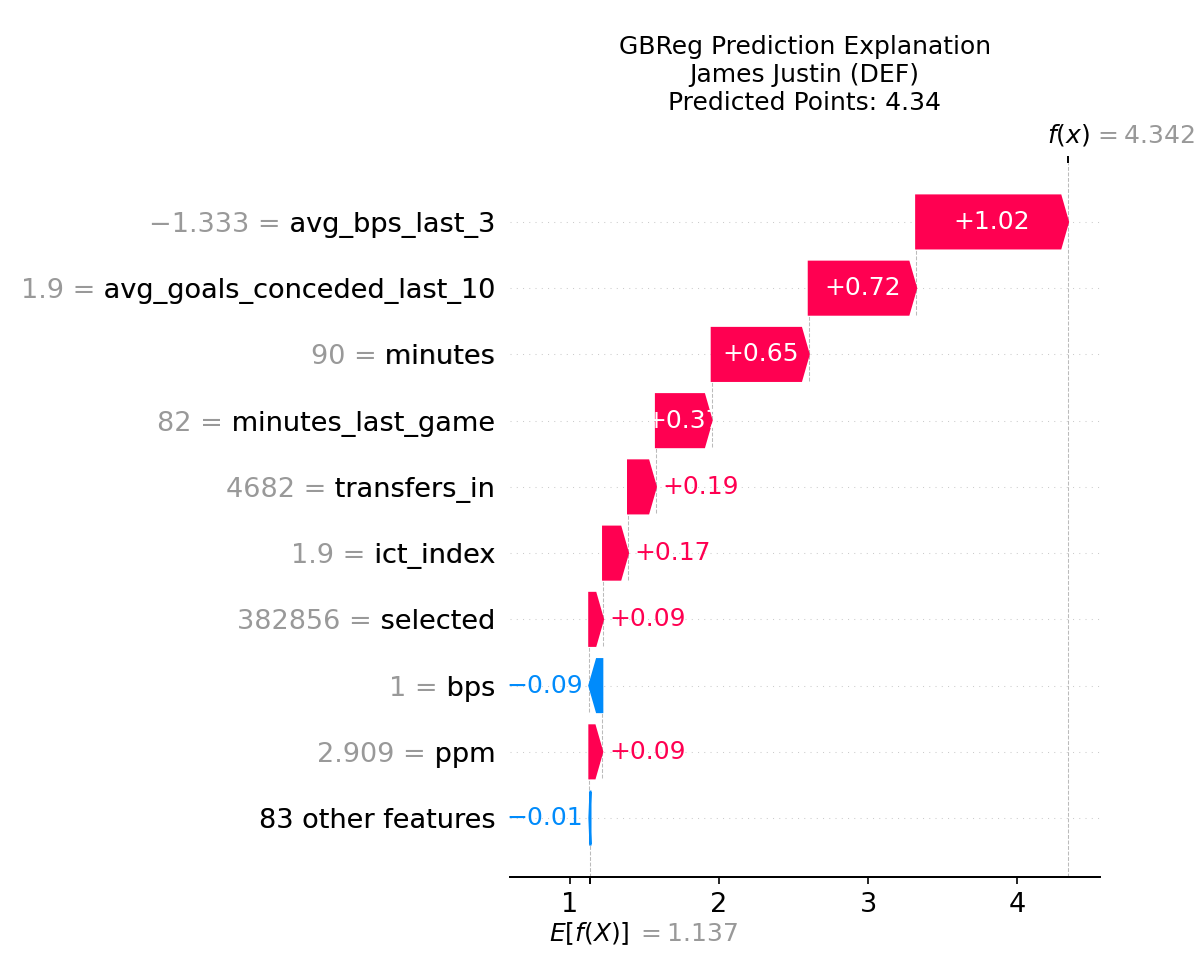 GBReg Prediction Explanation
James Justin (DEF)
Predicted Points: 4.34
f(x) = 4.342
−1.333 = avg_bps_last_3
+1.02
1.9 = avg_goals_conceded_last_10
+0.72
90 = minutes
+0.65
82 = minutes_last_game
+0.37
4682 = transfers_in
+0.19
1.9 = ict_index
+0.17
382856 = selected
+0.09
1 = bps
−0.09
2.909 = ppm
+0.09
83 other features
−0.01
1 2 3 4
E[f(X)] = 1.137